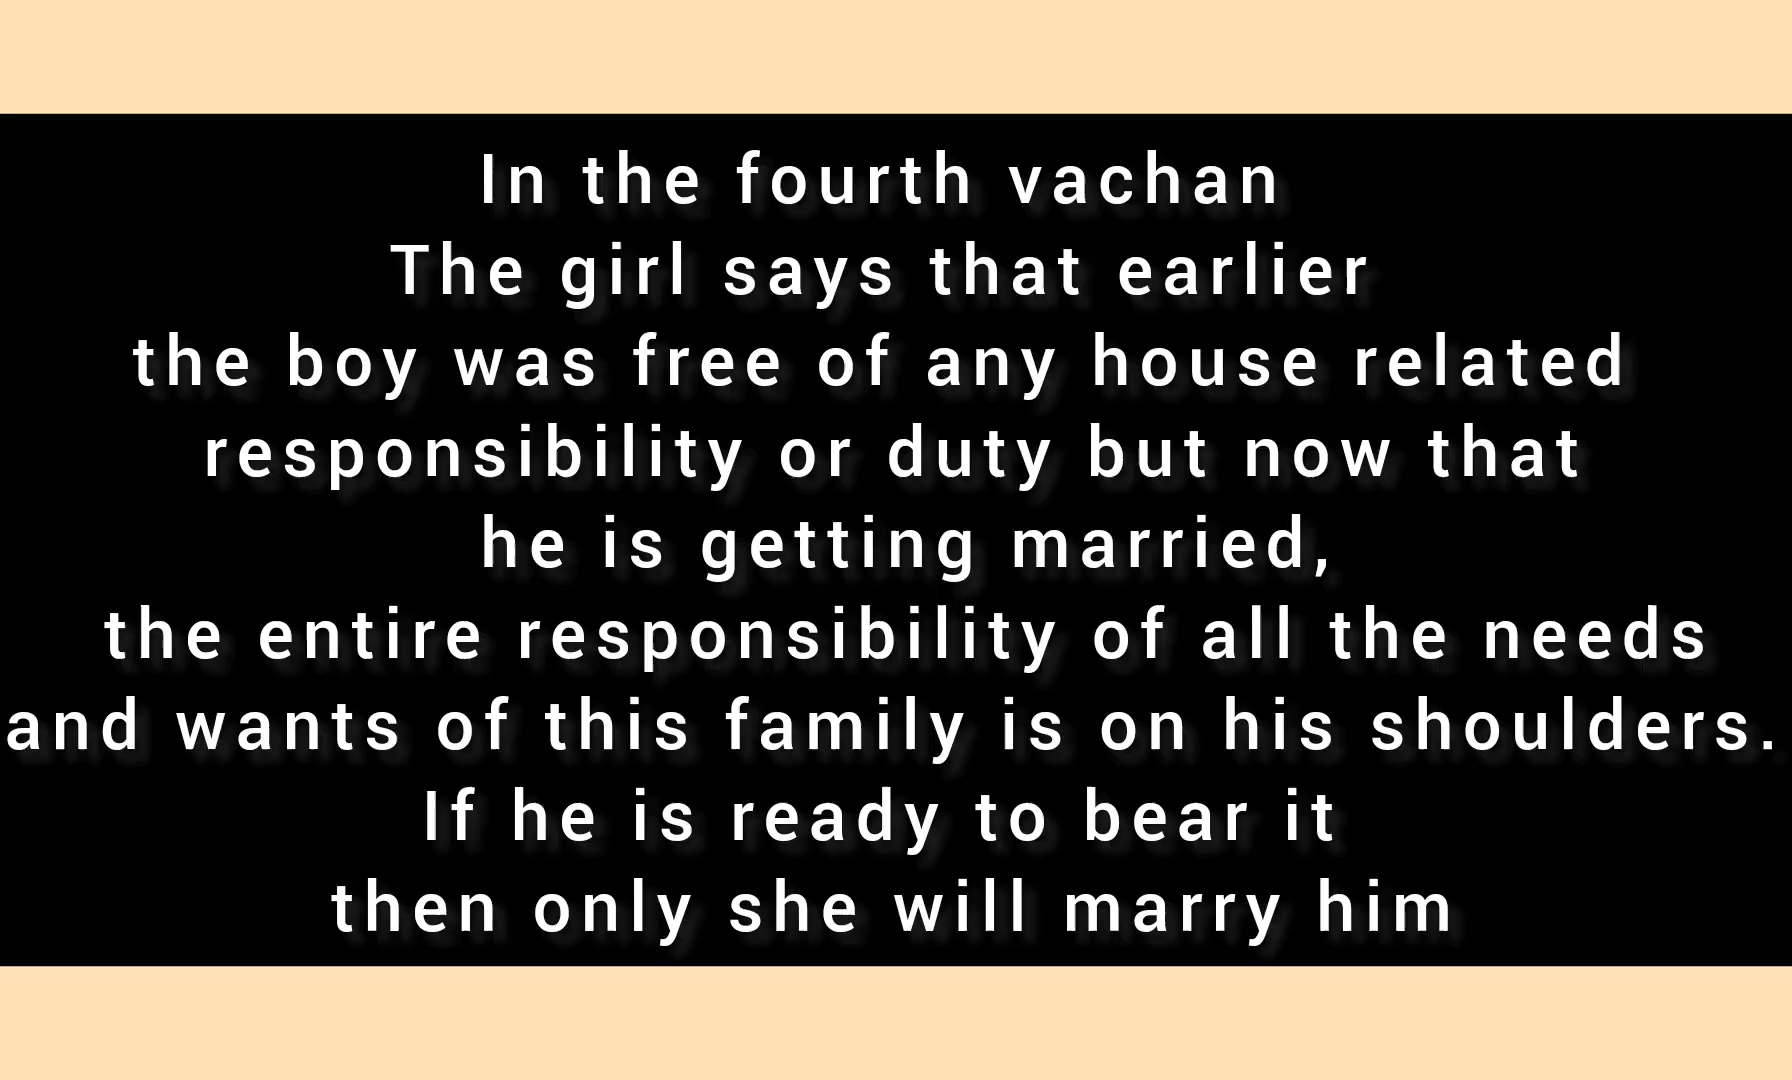 In the fourth vachan
The girl says that earlier
the boy was free of any house related
responsibility or duty but now that
he is getting married,
the entire responsibility of all the needs
and wants of this family is on his shoulders.
If he is ready to bear it
then only she will marry him